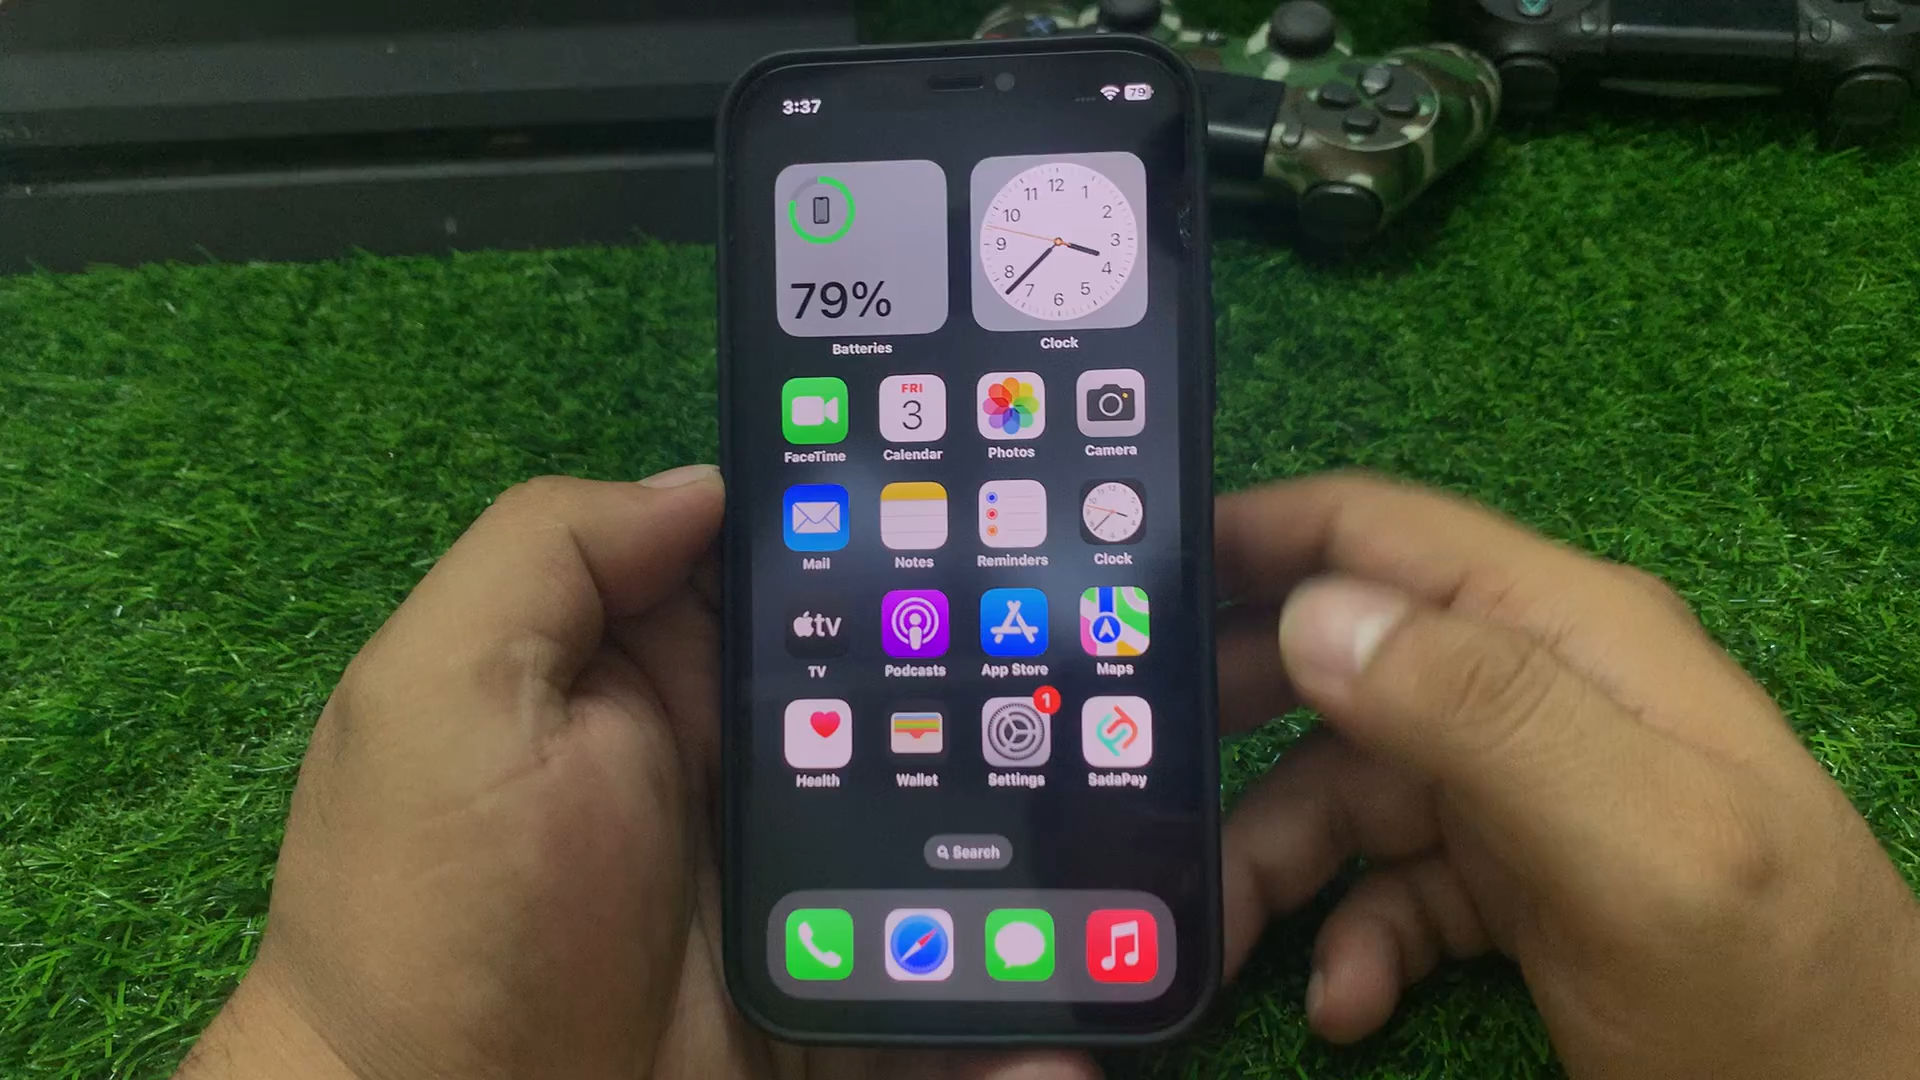 3:37
79
79%
Batteries
12
1
2
3
4
5
6
7
8
9
10
11
Clock
FRI
3
FaceTime
Calendar
Photos
Camera
Mail
Notes
Reminders
Clock
tv
TV
Podcasts
App Store
Maps
1
Health
Wallet
Settings
SadaPay
Search